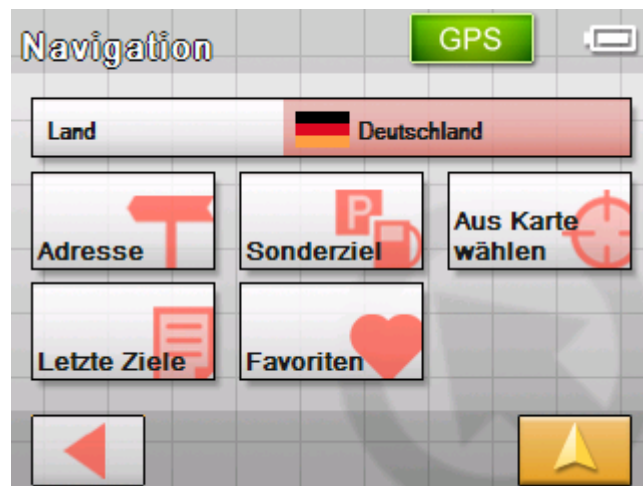 Navigation
GPS
Land
Deutschland
Adresse
Sonderziel
Aus Karte
wählen
Letzte Ziele
Favoriten